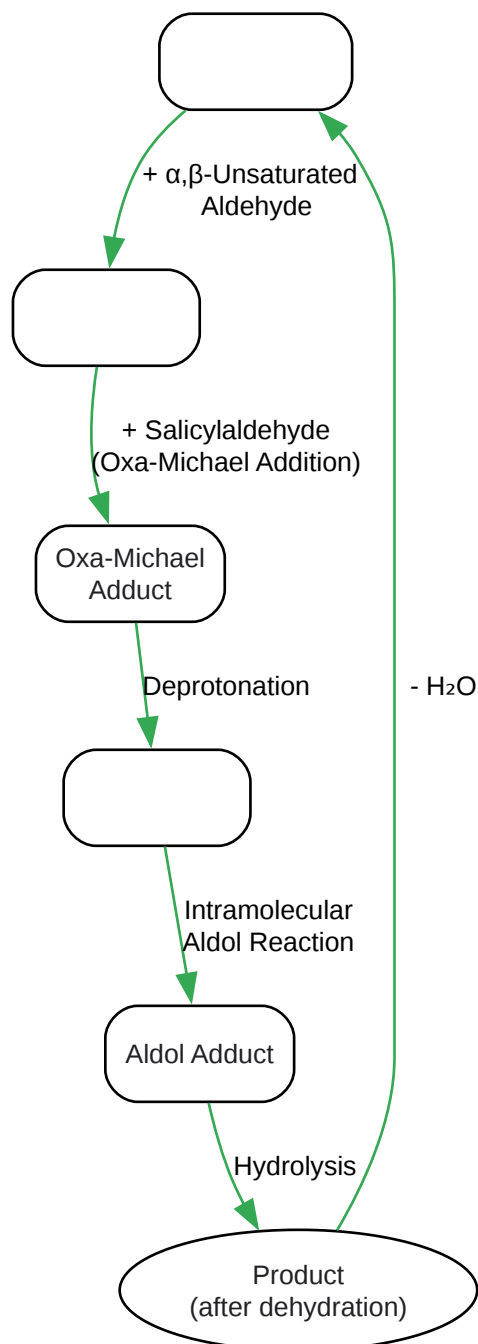 + α,β-Unsaturated
Aldehyde
+ Salicylaldehyde
(Oxa-Michael Addition)
Oxa-Michael
Adduct
Deprotonation
- H₂O
Intramolecular
Aldol Reaction
Aldol Adduct
Hydrolysis
Product
(after dehydration)